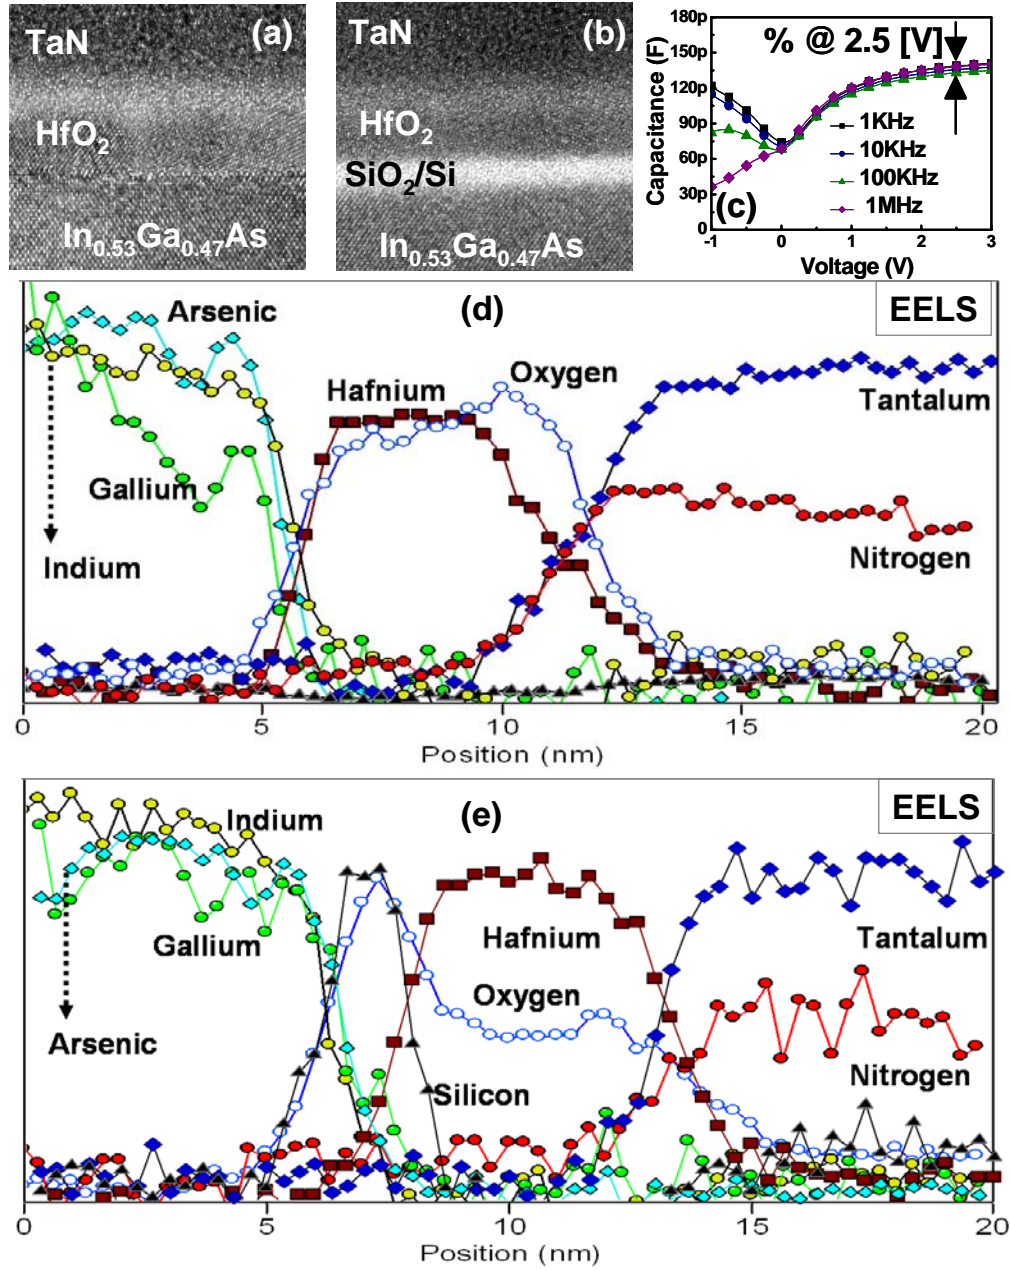 TaN
(a)
HfO2
In0.53Ga0.47As
TaN
(b)
HfO2
SiO2/Si
In0.53Ga0.47As
180p
150p
120p
90p
60p
30p
0
Capacitance (F)
% @ 2.5 [V]
1KHz
10KHz
100KHz
1MHz
(c)
-1 0 1 2 3
Voltage (V)
(d)
EELS
Arsenic
Hafnium
Oxygen
Tantalum
Gallium
Indium
Nitrogen
0 5 10 15 20
Position (nm)
(e)
EELS
Indium
Gallium
Hafnium
Tantalum
Oxygen
Arsenic
Silicon
Nitrogen
0 5 10 15 20
Position (nm)